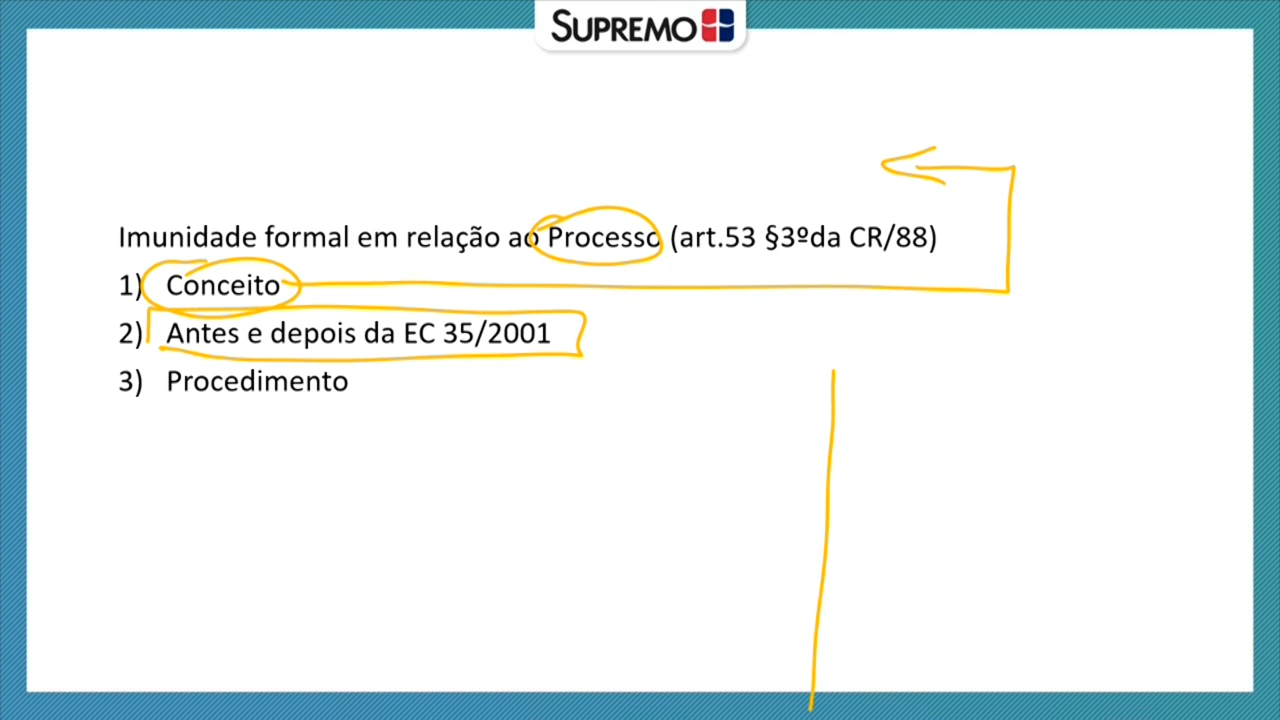 SUPREMO
Imunidade formal em relação ao Processo (art.53 §3ºda CR/88)
1) Conceito
2) Antes e depois da EC 35/2001
3) Procedimento